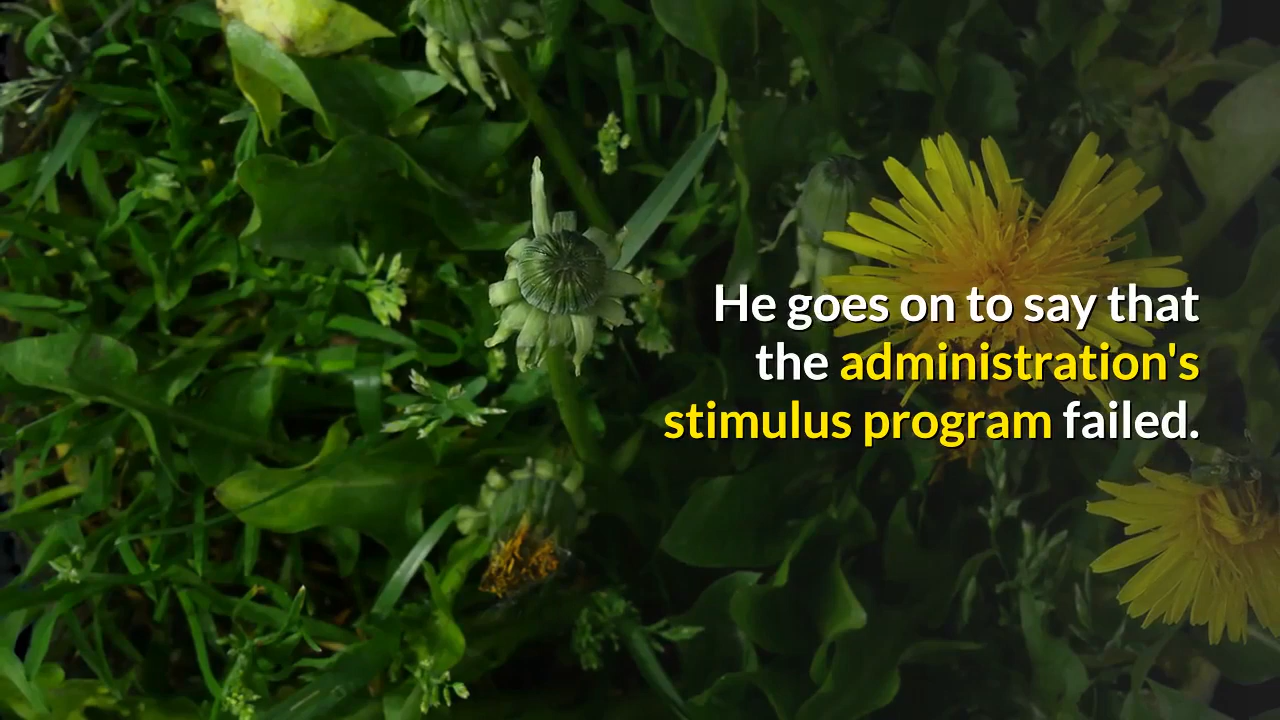 He goes on to say that
the administration's
stimulus program failed.